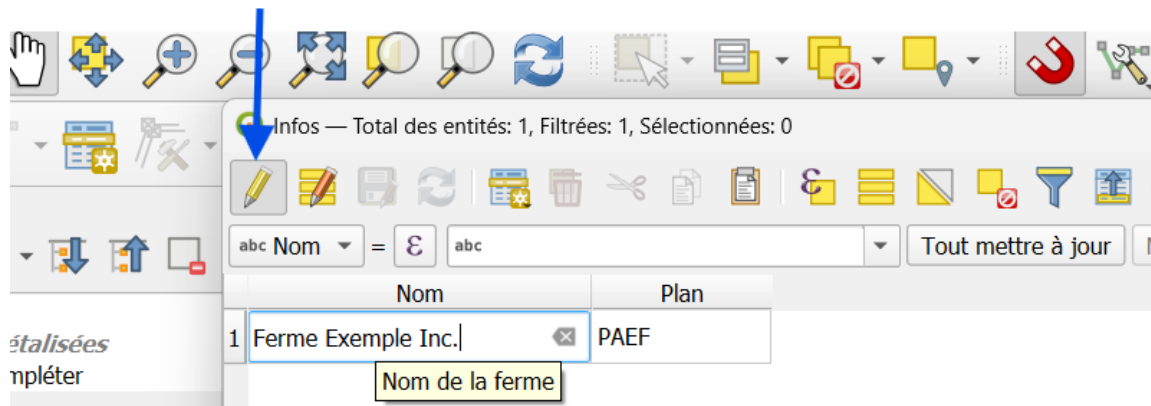 Infos — Total des entités: 1, Filtrées: 1, Sélectionnées: 0
abc Nom = ε abc Tout mettre à jour
Nom Plan
1 Ferme Exemple Inc. PAEF
étalisées
Nom de la ferme
mpléter